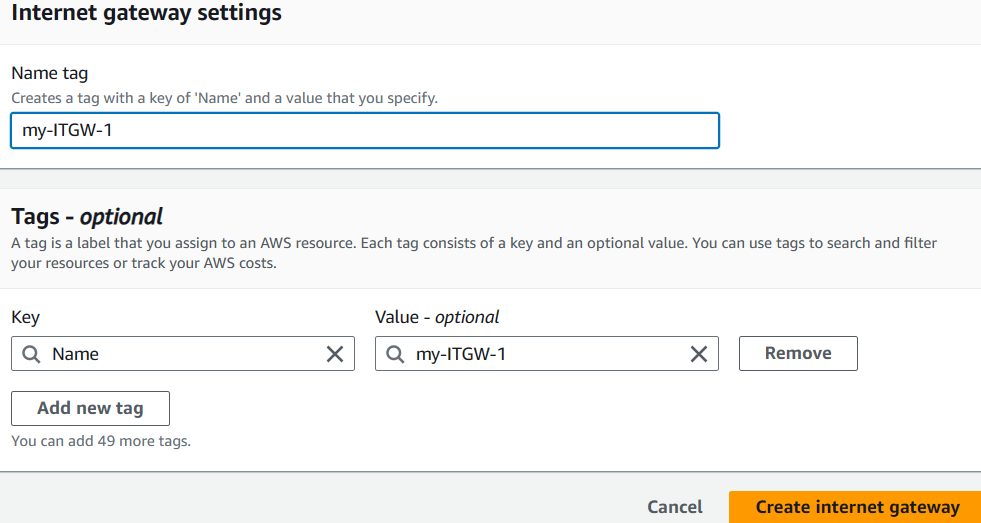 Internet gateway settings
Name tag
Creates a tag with a key of 'Name' and a value that you specify.
my-ITGW-1
Tags - optional
A tag is a label that you assign to an AWS resource. Each tag consists of a key and an optional value. You can use tags to search and filter
your resources or track your AWS costs.
Key
Value - optional
Name
my-ITGW-1
Remove
Add new tag
You can add 49 more tags.
Cancel
Create internet gateway